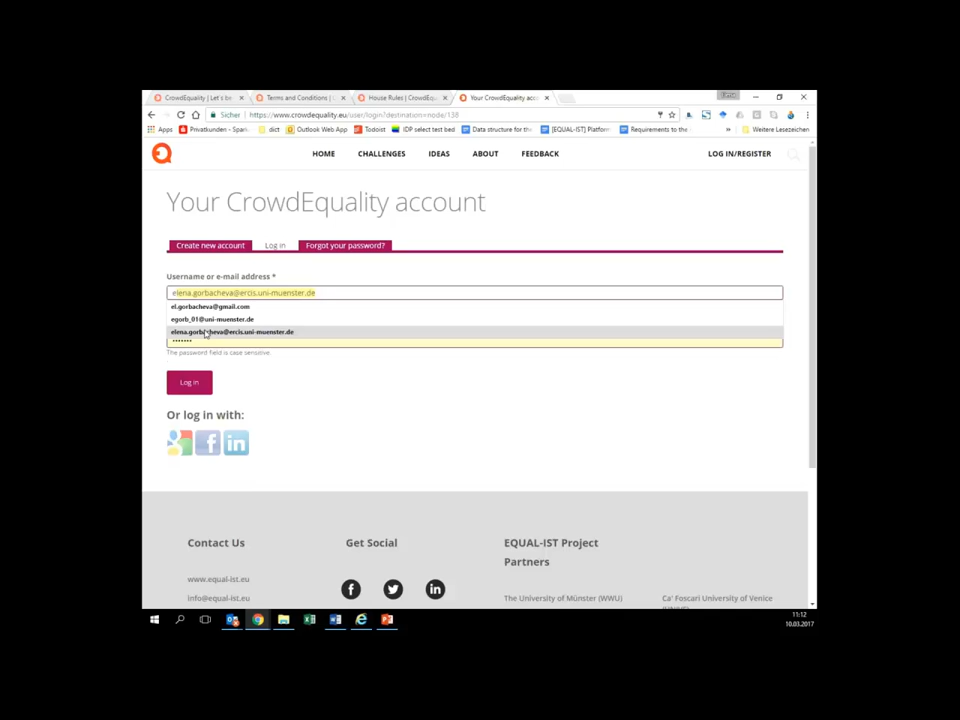 CrowdEquality | Let's br
Terms and Conditions |
House Rules | CrowdEq
Your CrowdEquality acc
Sicher
https://www.crowdequality.eu/user/login?destination=node/138
Apps
Privatkunden - Span
dict
Outlook Web App
Todoist
IDP select test bed
Data structure for the
[EQUAL-IST] Platform
Requirements to the
»
Weitere Lesezeichen
HOME
CHALLENGES
IDEAS
ABOUT
FEEDBACK
LOG IN/REGISTER
Your CrowdEquality account
Create new account
Log in
Forgot your password?
Username or e-mail address *
elena.gorbacheva@ercis.uni-muenster.de
el.gorbacheva@gmail.com
egorb_01@uni-muenster.de
elena.gorbacheva@ercis.uni-muenster.de
•••••••
The password field is case sensitive.
Log in
Or log in with:
Contact Us
Get Social
EQUAL-IST Project
Partners
www.equal-ist.eu
info@equal-ist.eu
The University of Münster (WWU)
Ca' Foscari University of Venice
11:12
10.03.2017